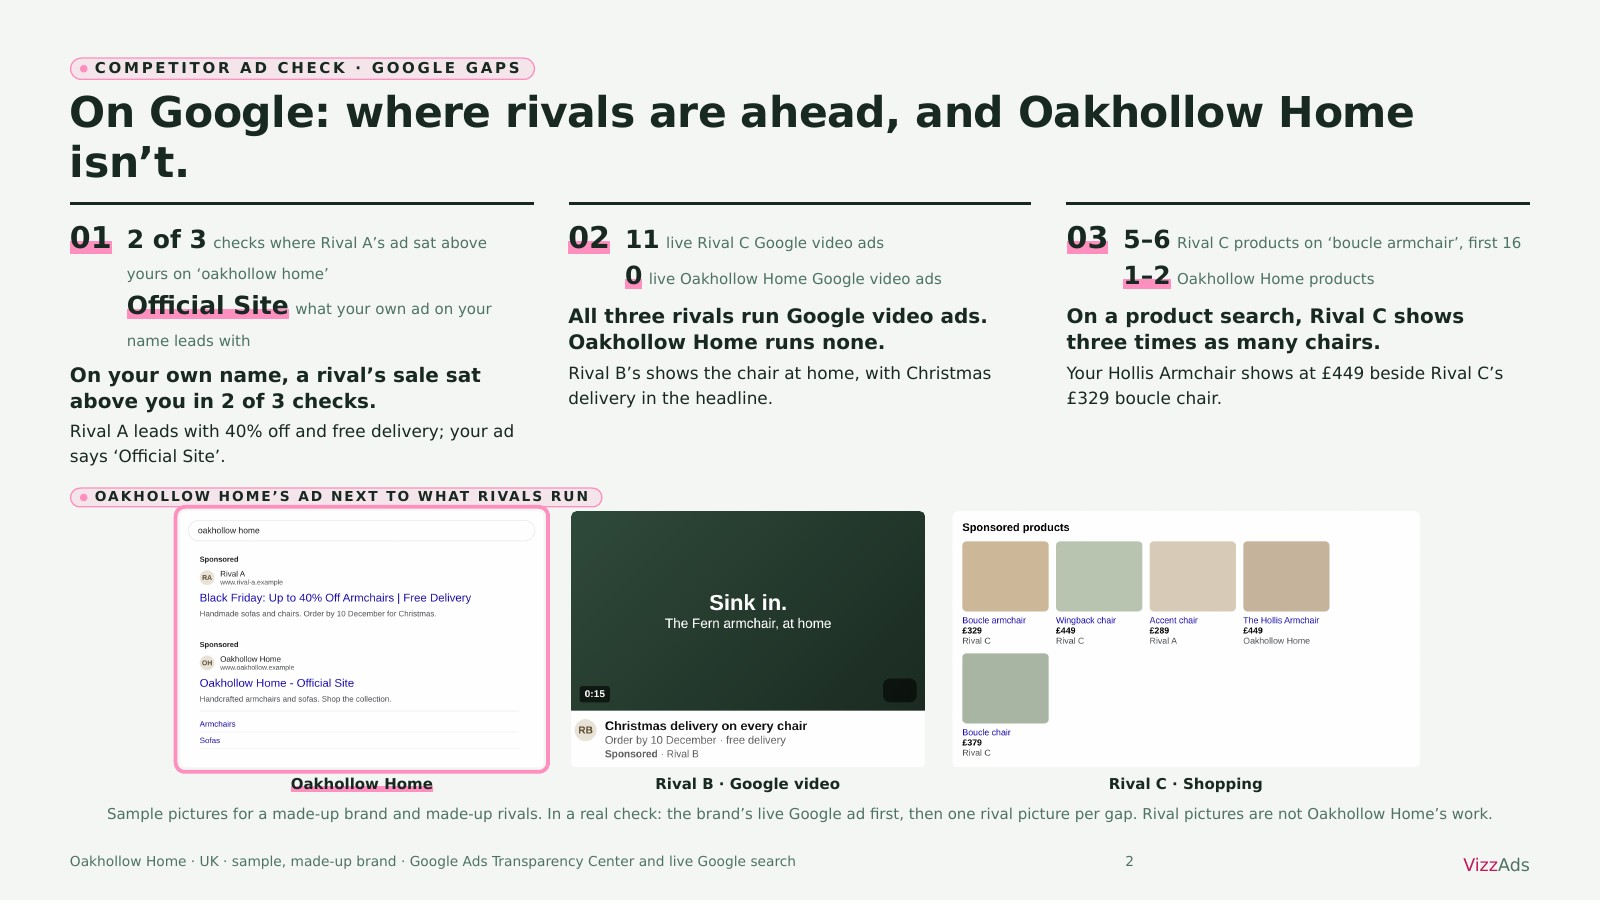 COMPETITOR AD CHECK · GOOGLE GAPS
On Google: where rivals are ahead, and Oakhollow Home
isn’t.
01 2 of 3 checks where Rival A’s ad sat above
yours on ‘oakhollow home’
Official Site what your own ad on your
name leads with
On your own name, a rival’s sale sat
above you in 2 of 3 checks.
Rival A leads with 40% off and free delivery; your ad
says ‘Official Site’.
02 11 live Rival C Google video ads
0 live Oakhollow Home Google video ads
All three rivals run Google video ads.
Oakhollow Home runs none.
Rival B’s shows the chair at home, with Christmas
delivery in the headline.
03 5–6 Rival C products on ‘boucle armchair’, first 16
1–2 Oakhollow Home products
On a product search, Rival C shows
three times as many chairs.
Your Hollis Armchair shows at £449 beside Rival C’s
£329 boucle chair.
OAKHOLLOW HOME’S AD NEXT TO WHAT RIVALS RUN
oakhollow home
Sponsored
RA Rival A
www.rival-a.example
Black Friday: Up to 40% Off Armchairs | Free Delivery
Handmade sofas and chairs. Order by 10 December for Christmas.
Sponsored
OH Oakhollow Home
www.oakhollow.example
Oakhollow Home - Official Site
Handcrafted armchairs and sofas. Shop the collection.
Armchairs
Sofas
Oakhollow Home
Sink in.
The Fern armchair, at home
0:15
RB Christmas delivery on every chair
Order by 10 December · free delivery
Sponsored · Rival B
Rival B · Google video
Sponsored products
Boucle armchair
£329
Rival C
Wingback chair
£449
Rival C
Accent chair
£289
Rival A
The Hollis Armchair
£449
Oakhollow Home
Boucle chair
£379
Rival C
Rival C · Shopping
Sample pictures for a made-up brand and made-up rivals. In a real check: the brand’s live Google ad first, then one rival picture per gap. Rival pictures are not Oakhollow Home’s work.
Oakhollow Home · UK · sample, made-up brand · Google Ads Transparency Center and live Google search
2
VizzAds